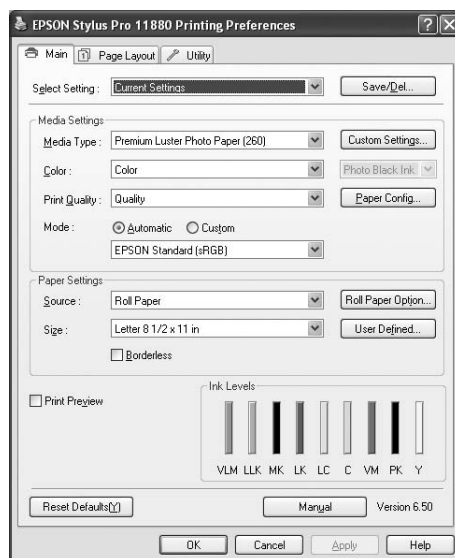 EPSON Stylus Pro 11880 Printing Preferences
Main Page Layout Utility
Select Setting : Current Settings Save/Del...
Media Settings
Media Type : Premium Luster Photo Paper (260) Custom Settings...
Color : Color Photo Black Ink
Print Quality : Quality Paper Config...
Mode : Automatic Custom
EPSON Standard (sRGB)
Paper Settings
Source : Roll Paper Roll Paper Option...
Size : Letter 8 1/2 x 11 in User Defined...
Borderless
Print Preview
Ink Levels
VLM LLK MK LK LC C VM PK Y
Reset Defaults(Y) Manual Version 6.50
OK Cancel Apply Help